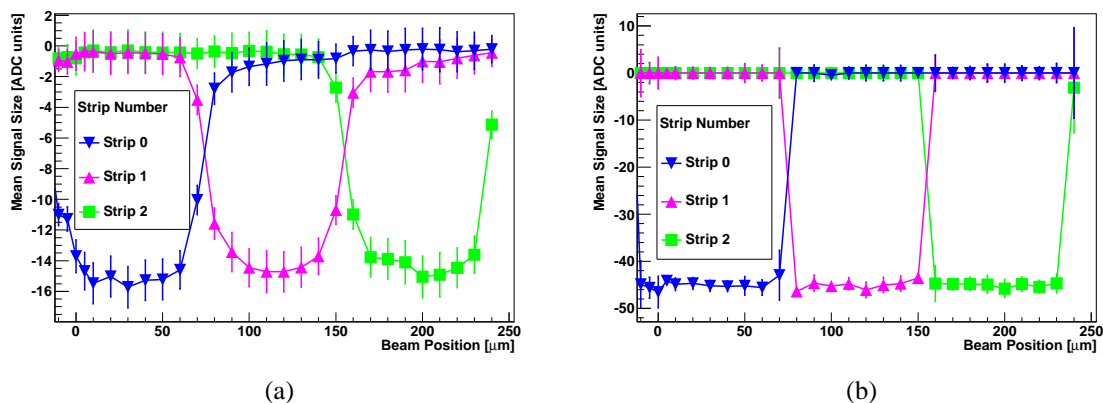 Mean Signal Size [ADC units]
2
0
-2
-4
-6
-8
-10
-12
-14
-16
Strip Number
Strip 0
Strip 1
Strip 2
0 50 100 150 200 250
Beam Position [μm]
(a)
Mean Signal Size [ADC units]
10
0
-10
-20
-30
-40
-50
Strip Number
Strip 0
Strip 1
Strip 2
0 50 100 150 200 250
Beam Position [μm]
(b)